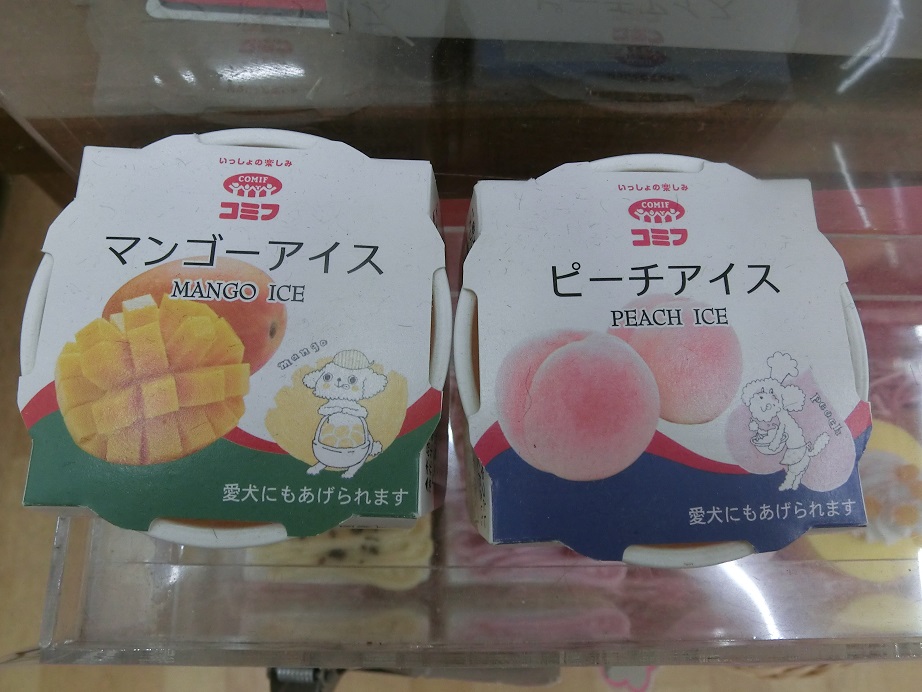 いっしょの楽しみ
COMIF
コミフ
マンゴーアイス
MANGO ICE
mango
愛犬にもあげられます
いっしょの楽しみ
COMIF
コミフ
ピーチアイス
PEACH ICE
peach
愛犬にもあげられます